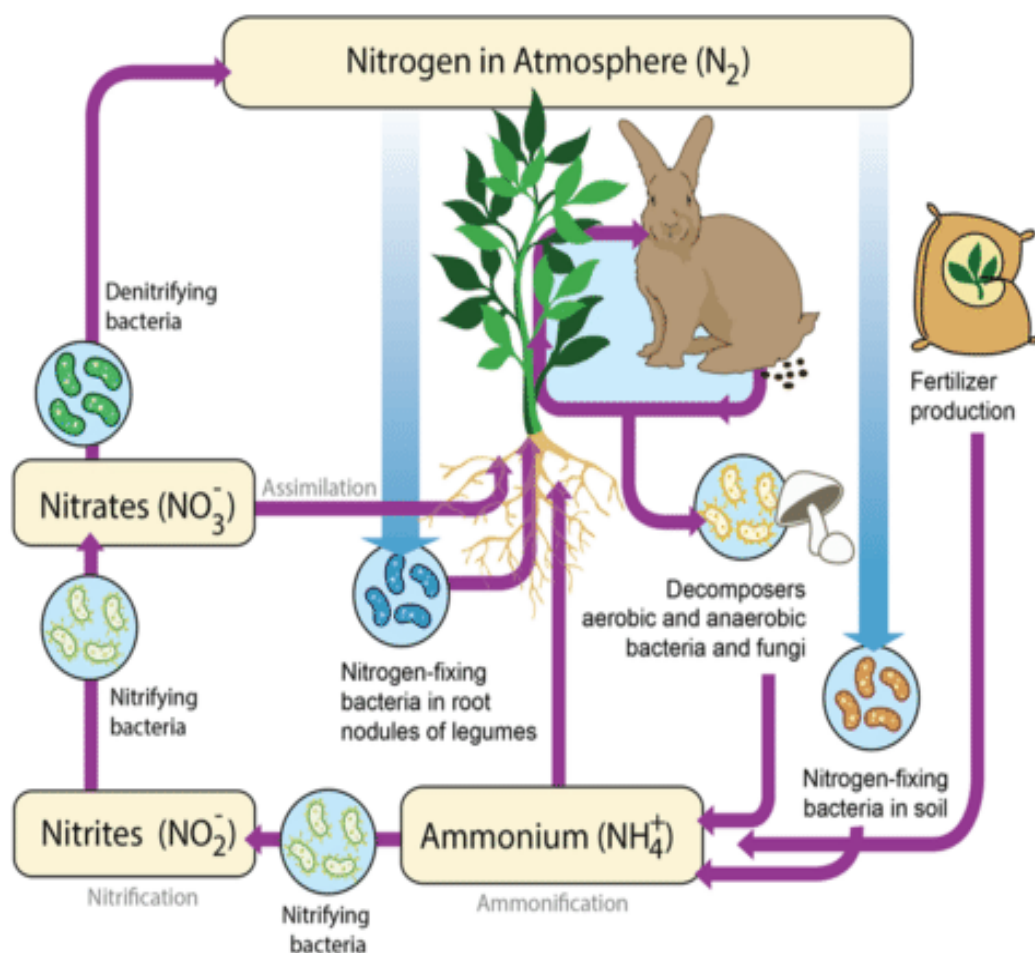 Nitrogen in Atmosphere (N₂)
Denitrifying
bacteria
Fertilizer
production
Nitrates (NO₃⁻)
Assimilation
Decomposers
aerobic and anaerobic
bacteria and fungi
Nitrifying
bacteria
Nitrogen-fixing
bacteria in root
nodules of legumes
Nitrogen-fixing
bacteria in soil
Nitrites (NO₂⁻)
Ammonium (NH₄⁺)
Nitrification
Ammonification
Nitrifying
bacteria